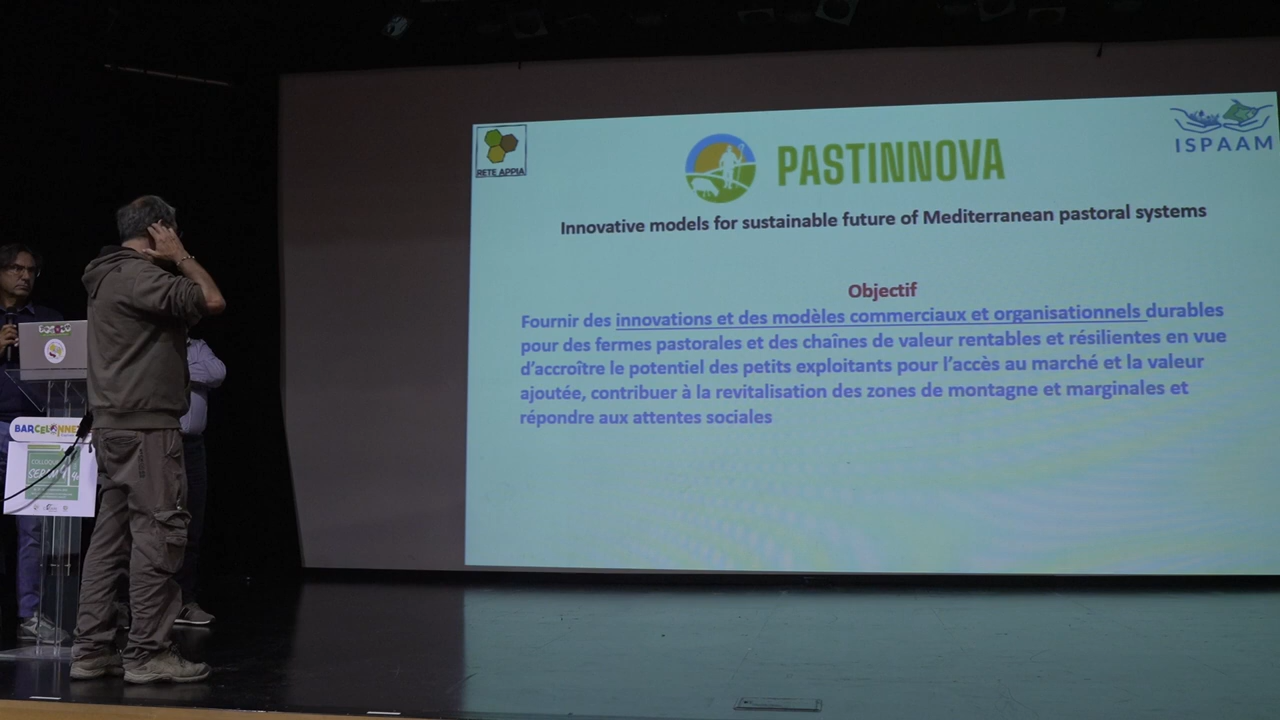 RETE APPIA
PASTINNOVA
ISPAAM
Innovative models for sustainable future of Mediterranean pastoral systems
Objectif
Fournir des innovations et des modèles commerciaux et organisationnels durables
pour des fermes pastorales et des chaînes de valeur rentables et résilientes en vue
d’accroître le potentiel des petits exploitants pour l’accès au marché et la valeur
ajoutée, contribuer à la revitalisation des zones de montagne et marginales et
répondre aux attentes sociales